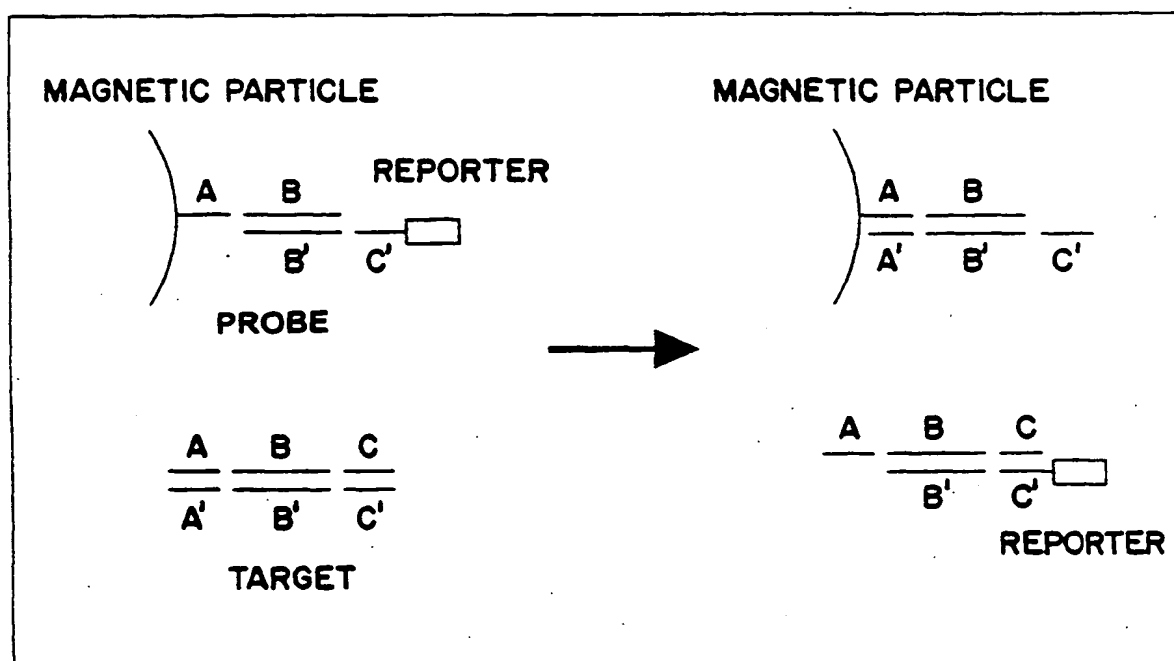 MAGNETIC PARTICLE
A B REPORTER
B' C'
PROBE
A B C
A' B' C'
TARGET
MAGNETIC PARTICLE
A B
A' B' C'
A B C
B' C'
REPORTER